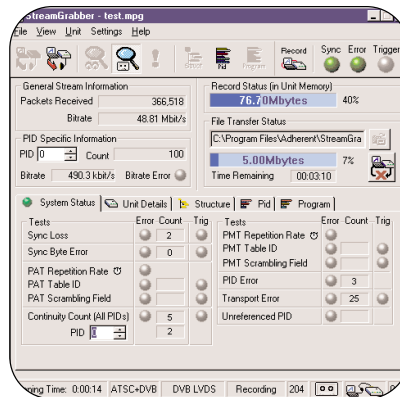 StreamGrabber - test.mpg
File View Unit Settings Help
Struct Pid Program Record Sync Error Trigger
General Stream Information
Packets Received 366,518
Bitrate 48.81 Mbit/s
Record Status (in Unit Memory)
76.70Mbytes 40%
File Transfer Status
C:\Program Files\Adherent\StreamGra
5.00Mbytes 7%
Time Remaining 00:03:10
PID Specific Information
PID 0 Count 100
Bitrate 490.3 kbit/s Bitrate Error
System Status Unit Details Structure Pid Program
Tests Error Count Trig
Sync Loss 2
Sync Byte Error 0
PAT Repetition Rate
PAT Table ID
PAT Scrambling Field
Continuity Count (All PIDs) 5
PID 0 2
Tests Error Count Trig
PMT Repetition Rate
PMT Table ID
PMT Scrambling Field
PID Error 3
Transport Error 25
Unreferenced PID
ning Time: 0:00:14 ATSC+DVB DVB LVDS Recording 204